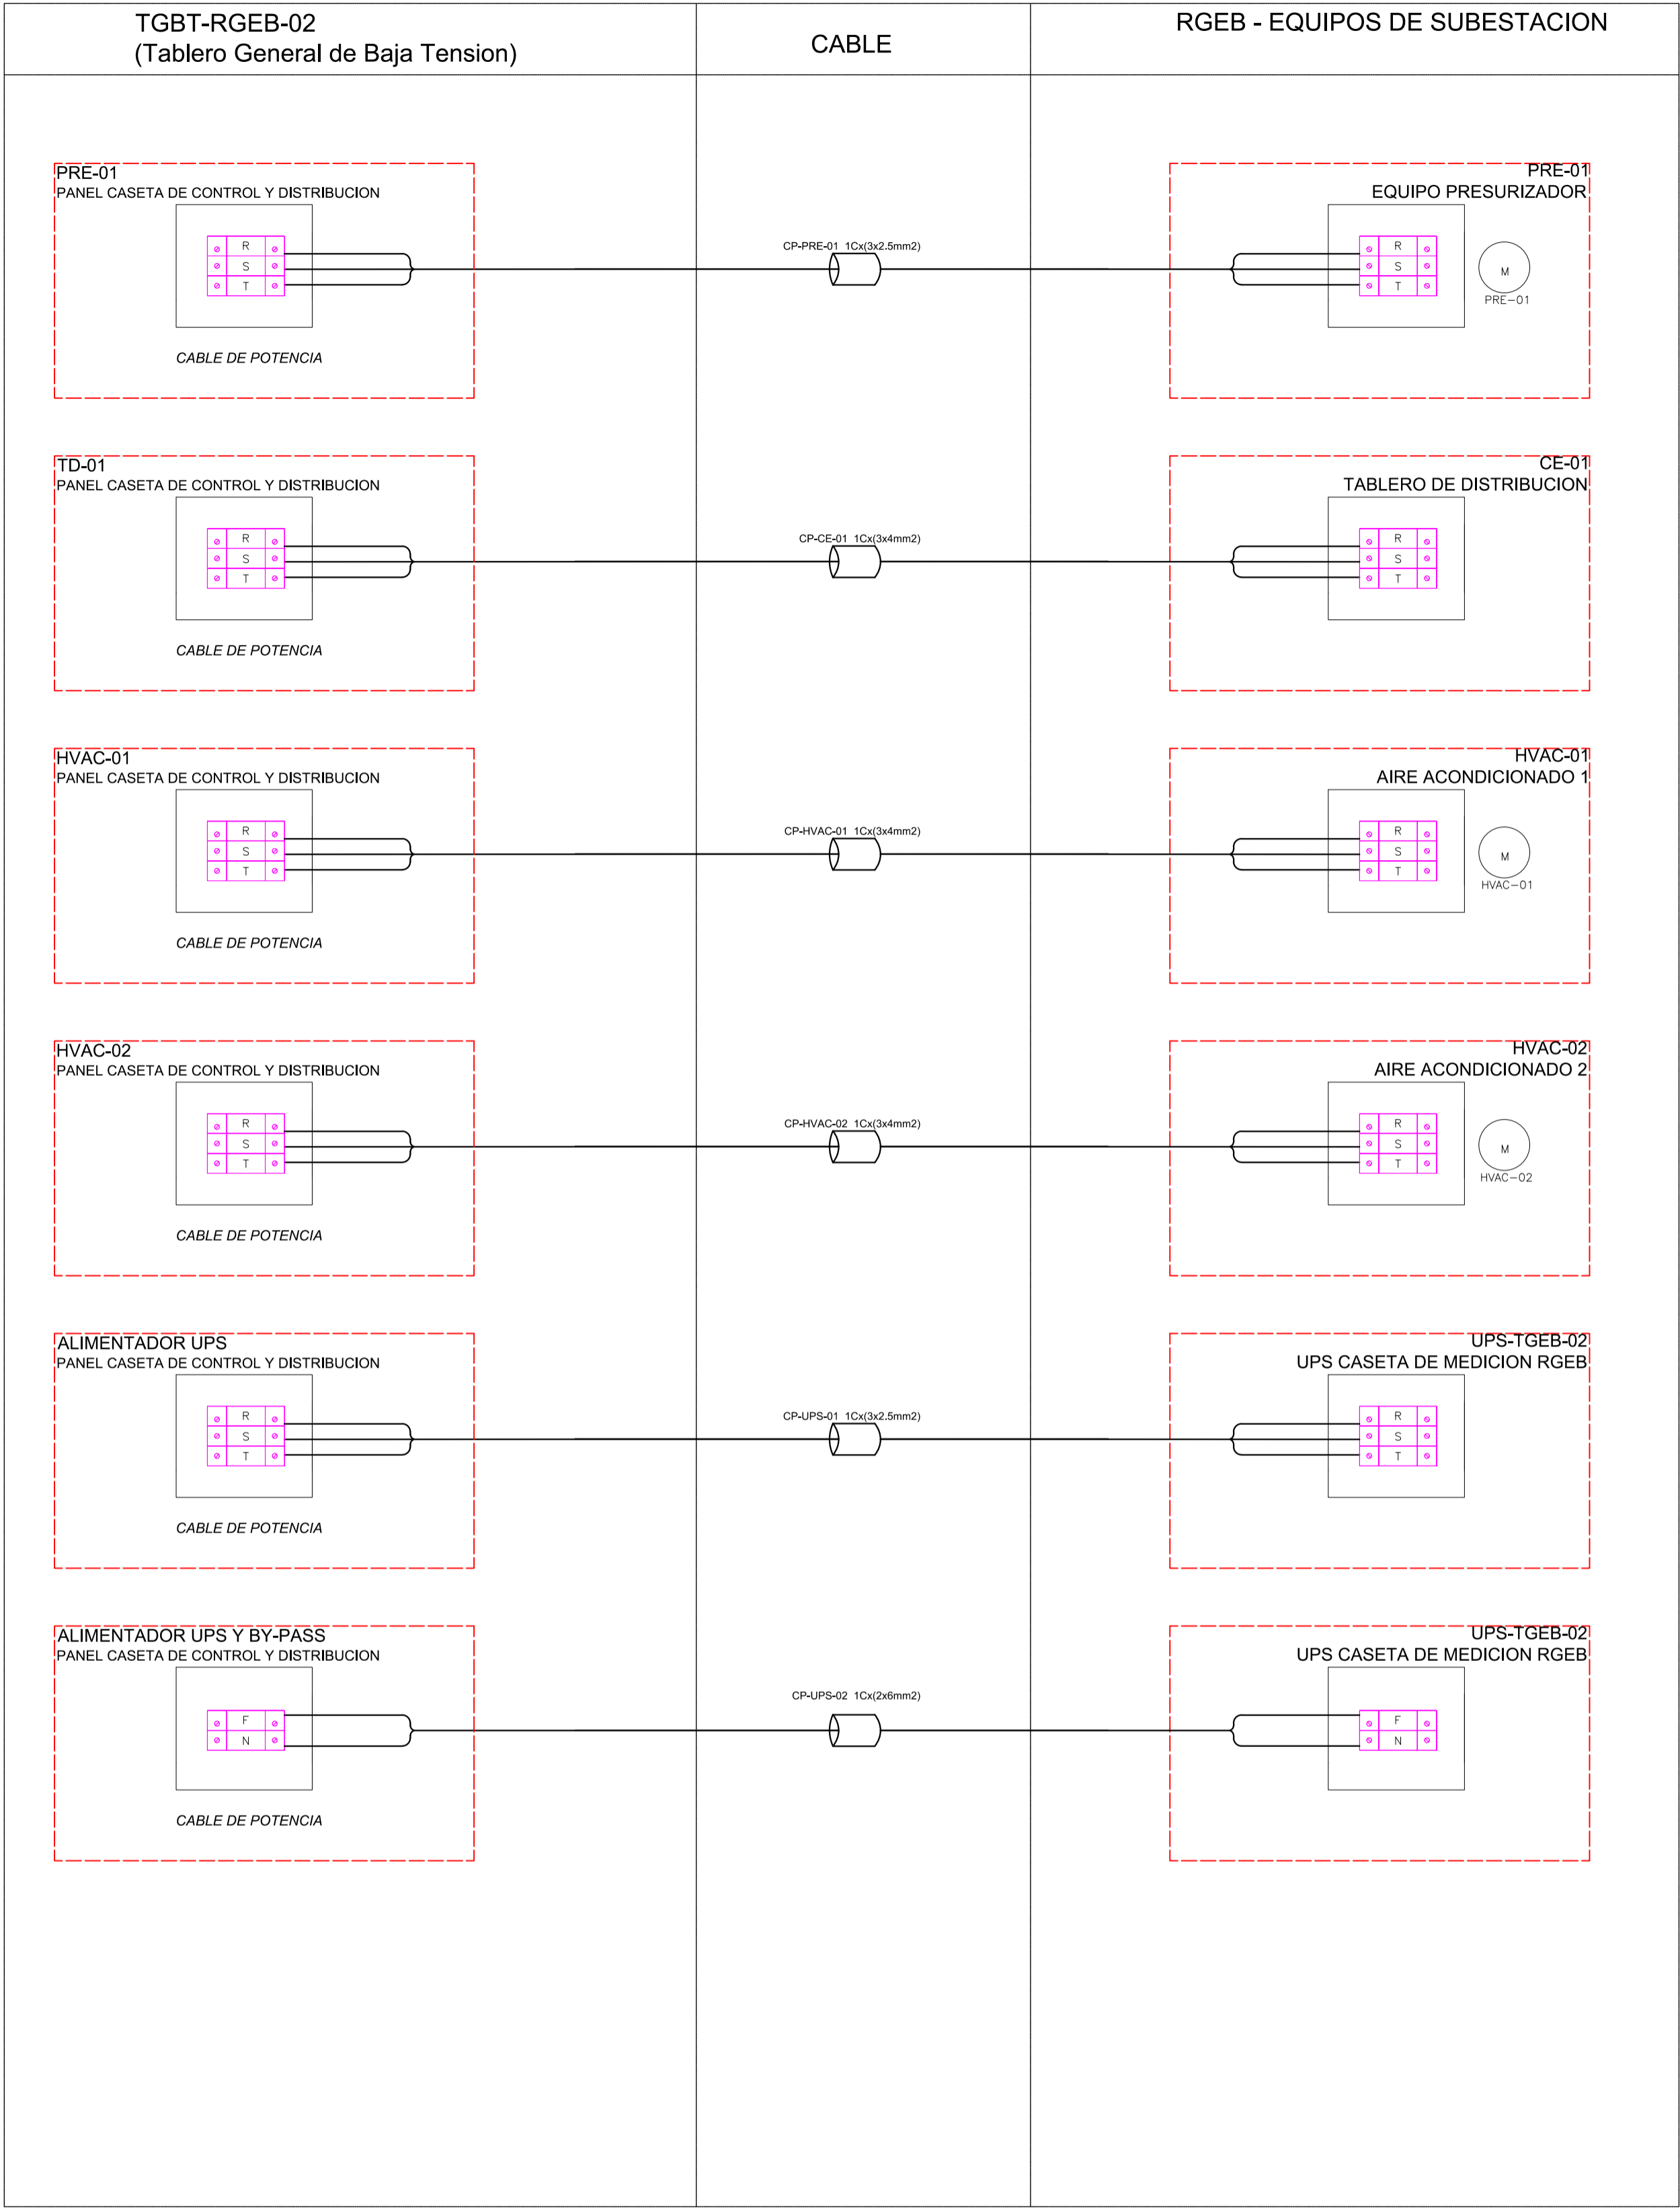 TGBT-RGEB-02
(Tablero General de Baja Tension)
CABLE
RGEB - EQUIPOS DE SUBESTACION
PRE-01
PANEL CASETA DE CONTROL Y DISTRIBUCION
R
S
T
CABLE DE POTENCIA
CP-PRE-01 1Cx(3x2.5mm2)
PRE-01
EQUIPO PRESURIZADOR
R
S
T
M
PRE-01
TD-01
PANEL CASETA DE CONTROL Y DISTRIBUCION
R
S
T
CABLE DE POTENCIA
CP-CE-01 1Cx(3x4mm2)
CE-01
TABLERO DE DISTRIBUCION
R
S
T
HVAC-01
PANEL CASETA DE CONTROL Y DISTRIBUCION
R
S
T
CABLE DE POTENCIA
CP-HVAC-01 1Cx(3x4mm2)
HVAC-01
AIRE ACONDICIONADO 1
R
S
T
M
HVAC-01
HVAC-02
PANEL CASETA DE CONTROL Y DISTRIBUCION
R
S
T
CABLE DE POTENCIA
CP-HVAC-02 1Cx(3x4mm2)
HVAC-02
AIRE ACONDICIONADO 2
R
S
T
M
HVAC-02
ALIMENTADOR UPS
PANEL CASETA DE CONTROL Y DISTRIBUCION
R
S
T
CABLE DE POTENCIA
CP-UPS-01 1Cx(3x2.5mm2)
UPS-TGEB-02
UPS CASETA DE MEDICION RGEB
R
S
T
ALIMENTADOR UPS Y BY-PASS
PANEL CASETA DE CONTROL Y DISTRIBUCION
F
N
CABLE DE POTENCIA
CP-UPS-02 1Cx(2x6mm2)
UPS-TGEB-02
UPS CASETA DE MEDICION RGEB
F
N